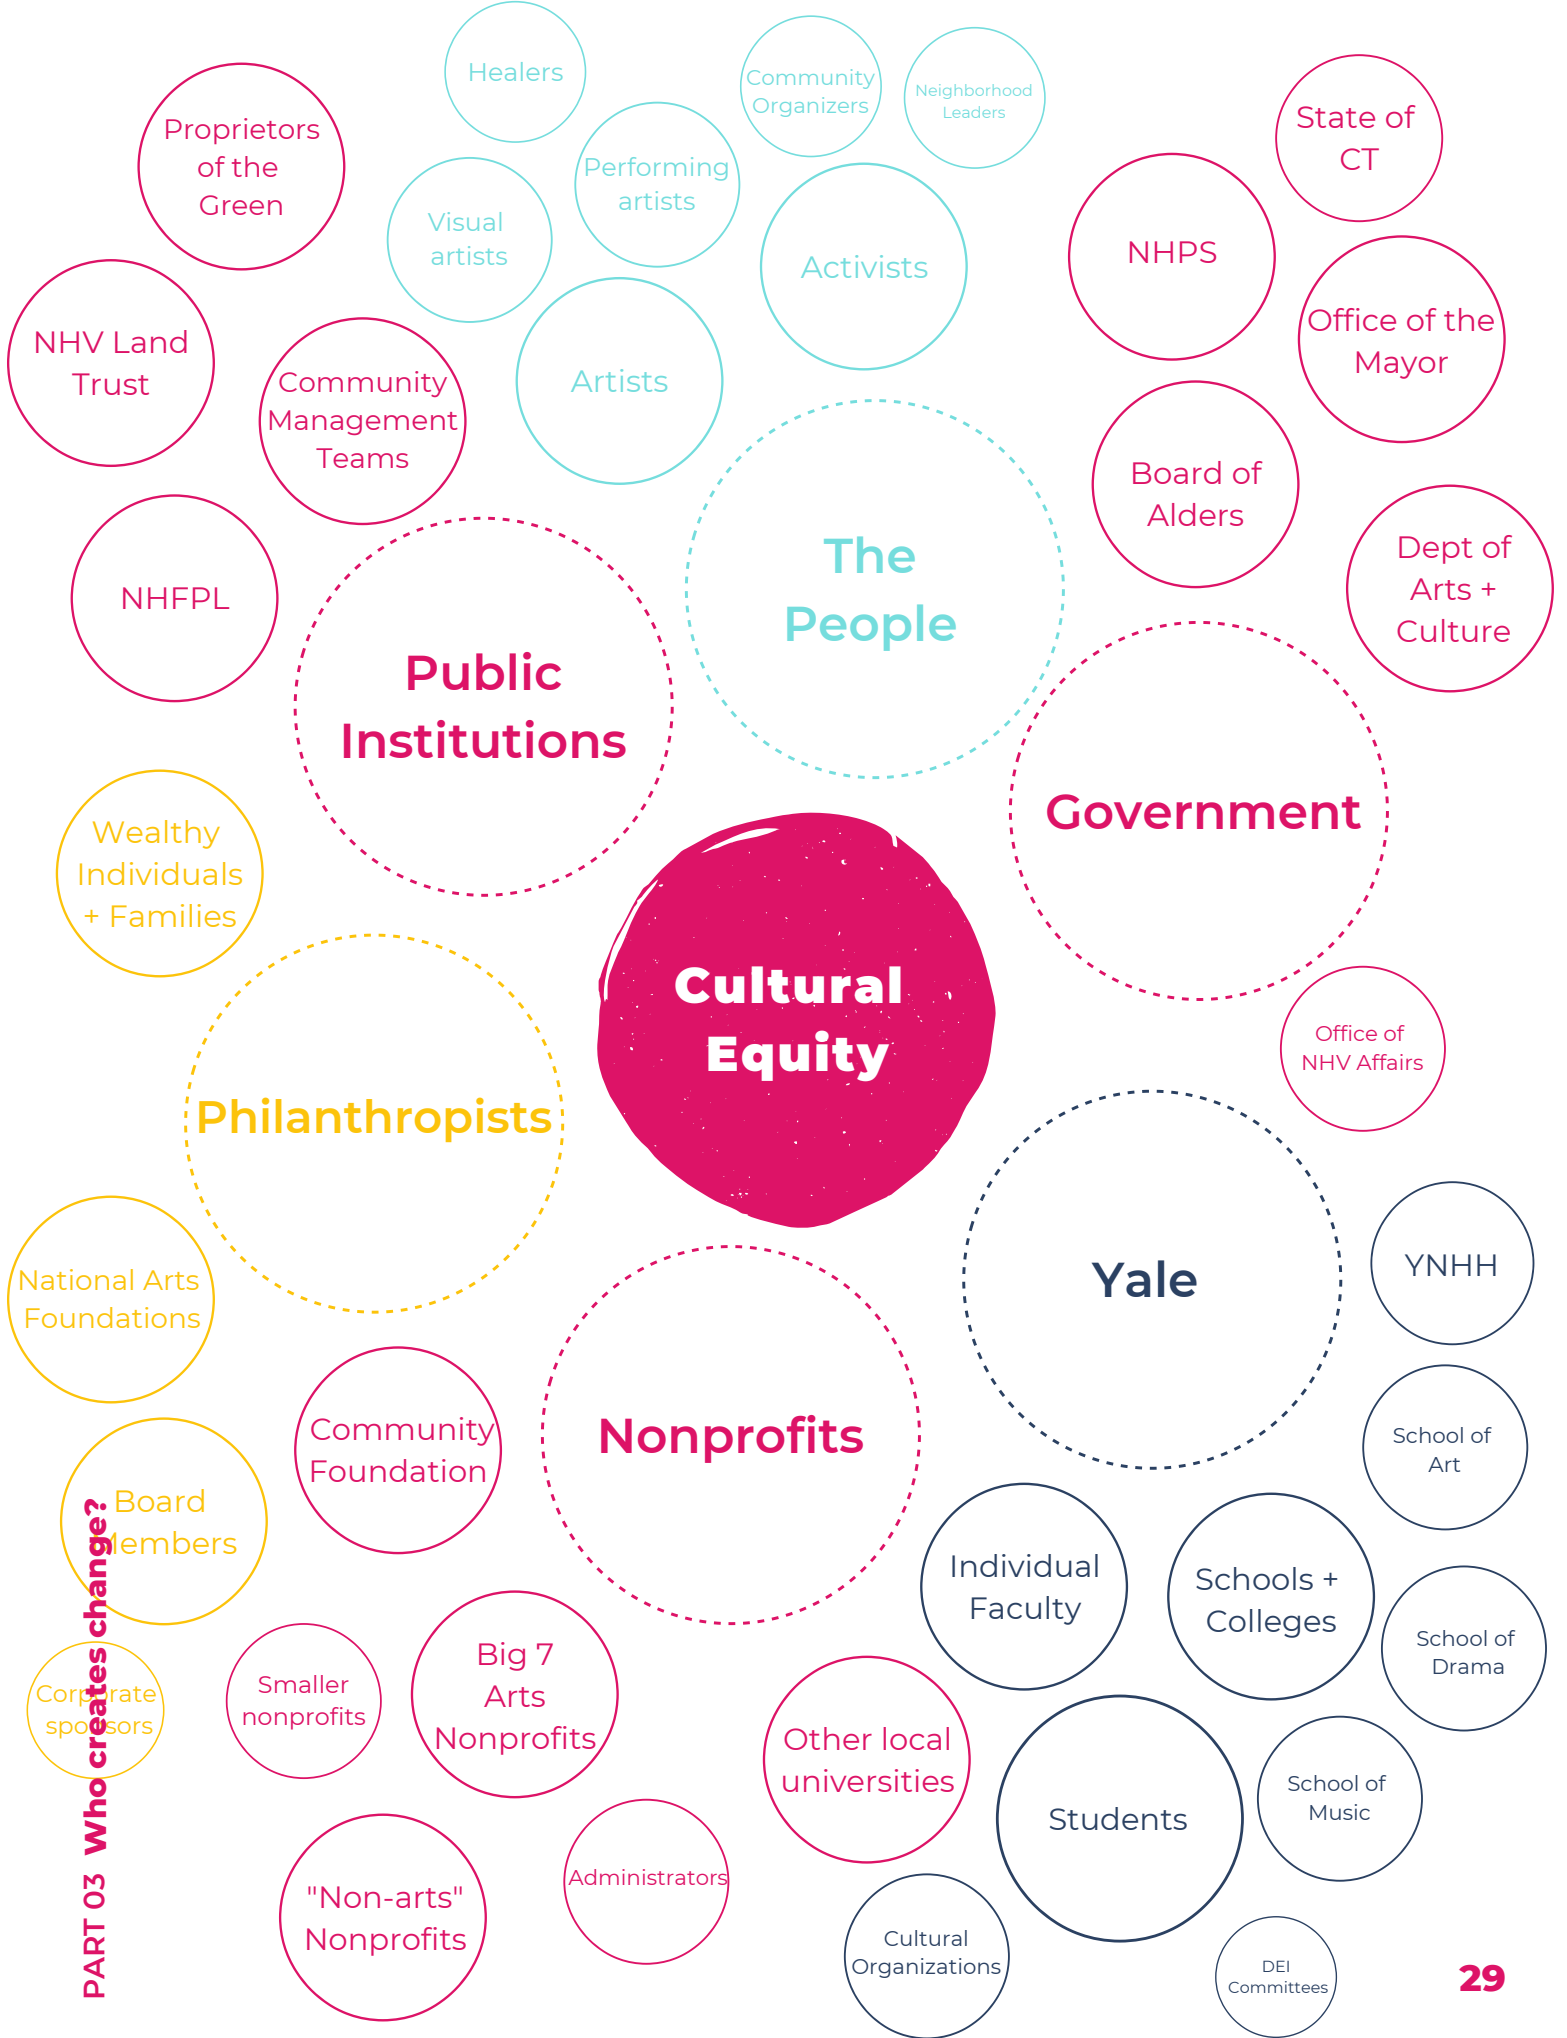 Healers
Community
Organizers
Neighborhood
Leaders
Proprietors
of the
Green
Performing
artists
Visual
artists
Activists
State of
CT
NHPS
Office of the
Mayor
NHV Land
Trust
Community
Management
Teams
Artists
Board of
Alders
Dept of
Arts +
Culture
NHFPL
The
People
Public
Institutions
Government
Wealthy
Individuals
+ Families
Cultural
Equity
Office of
NHV Affairs
Philanthropists
National Arts
Foundations
Yale
YNHH
Community
Foundation
Nonprofits
School of
Art
Board
Members
Individual
Faculty
Schools +
Colleges
School of
Drama
Corporate
sponsors
Smaller
nonprofits
Big 7
Arts
Nonprofits
Other local
universities
Students
School of
Music
"Non-arts"
Nonprofits
Administrators
Cultural
Organizations
DEI
Committees
PART 03 Who creates change?
29